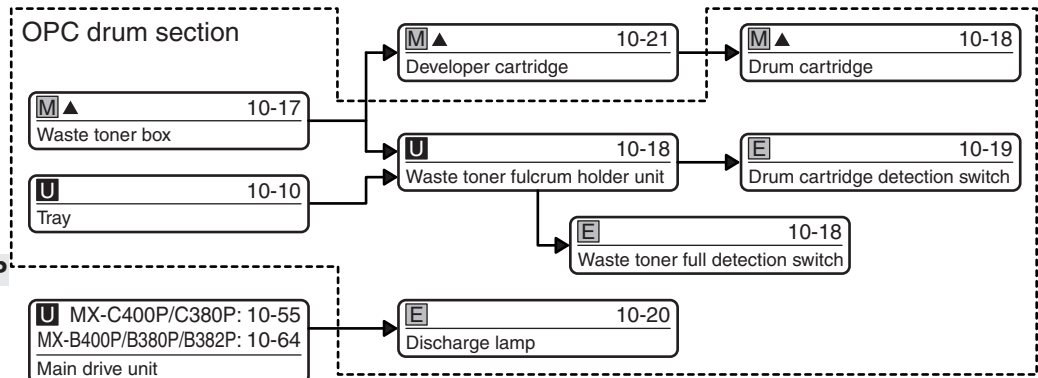 OPC drum section
M ▲ 10-21
Developer cartridge
M ▲ 10-18
Drum cartridge
M ▲ 10-17
Waste toner box
U 10-18
Waste toner fulcrum holder unit
E 10-19
Drum cartridge detection switch
U 10-10
Tray
E 10-18
Waste toner full detection switch
P
U MX-C400P/C380P: 10-55
MX-B400P/B380P/B382P: 10-64
Main drive unit
E 10-20
Discharge lamp